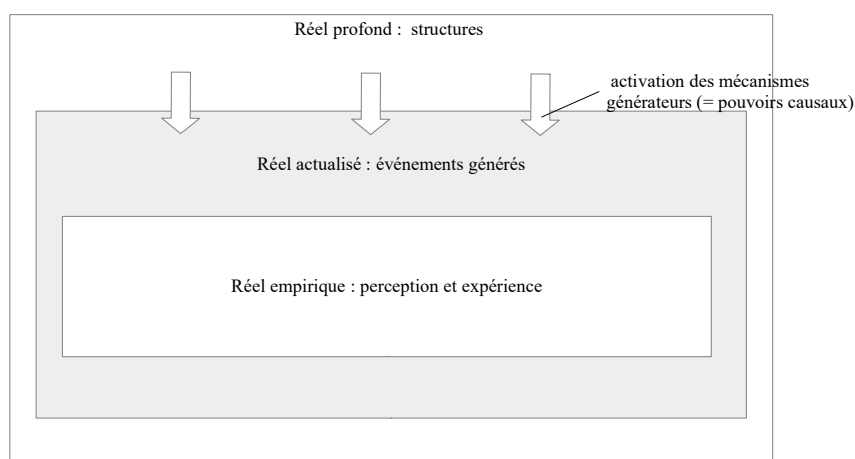 Réel profond : structures
activation des mécanismes
générateurs (= pouvoirs causaux)
Réel actualisé : événements générés
Réel empirique : perception et expérience